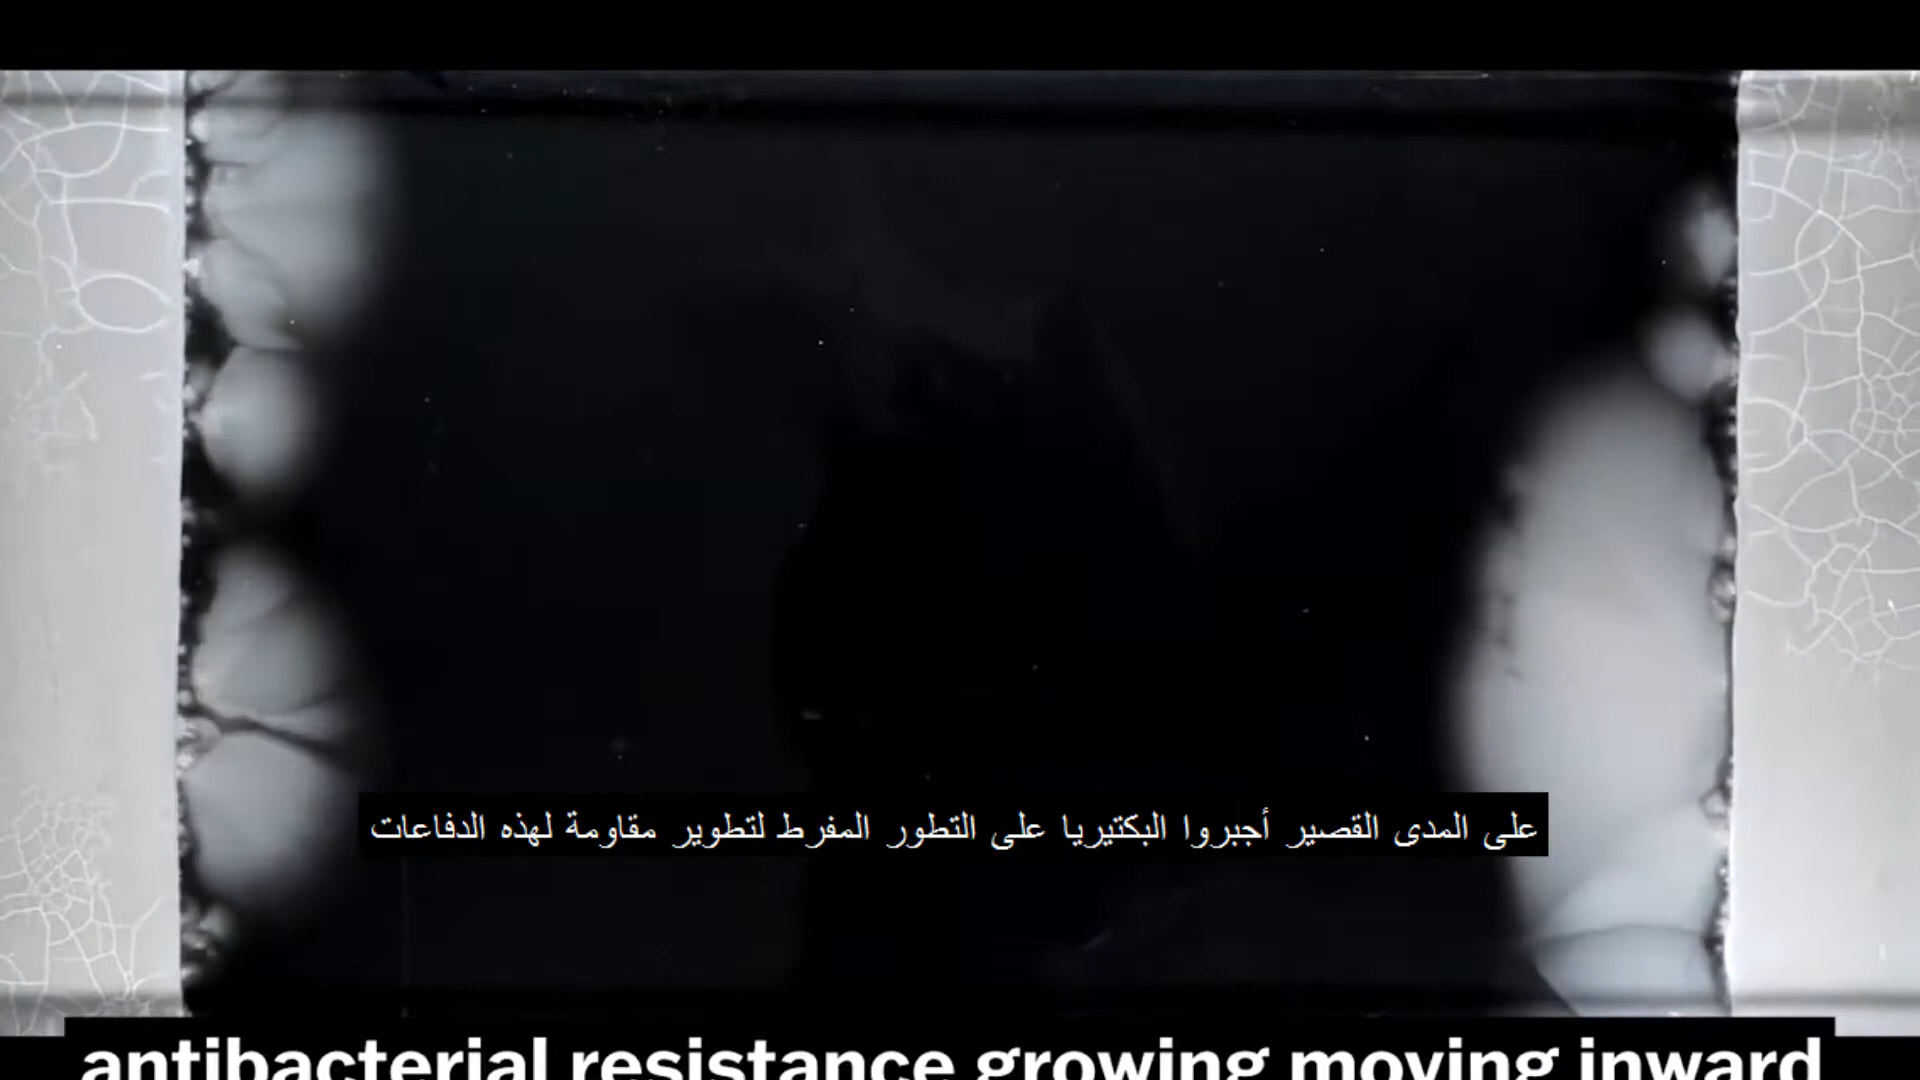 على المدى القصير أجبروا البكتيريا على التطور المفرط لتطوير مقاومة لهذه الدفاعات
antibacterial resistance growing moving inward